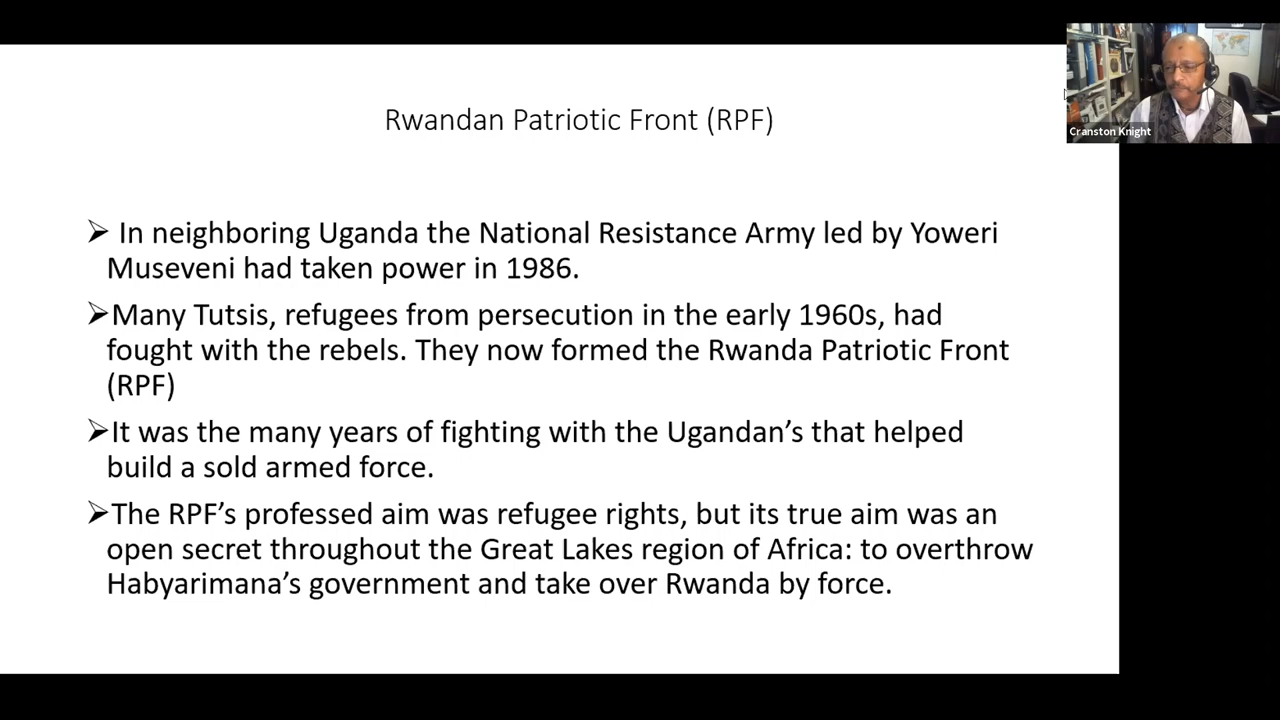 Rwandan Patriotic Front (RPF)
Cranston Knight
➢ In neighboring Uganda the National Resistance Army led by Yoweri
Museveni had taken power in 1986.
➢Many Tutsis, refugees from persecution in the early 1960s, had
fought with the rebels. They now formed the Rwanda Patriotic Front
(RPF)
➢It was the many years of fighting with the Ugandan’s that helped
build a sold armed force.
➢The RPF’s professed aim was refugee rights, but its true aim was an
open secret throughout the Great Lakes region of Africa: to overthrow
Habyarimana’s government and take over Rwanda by force.